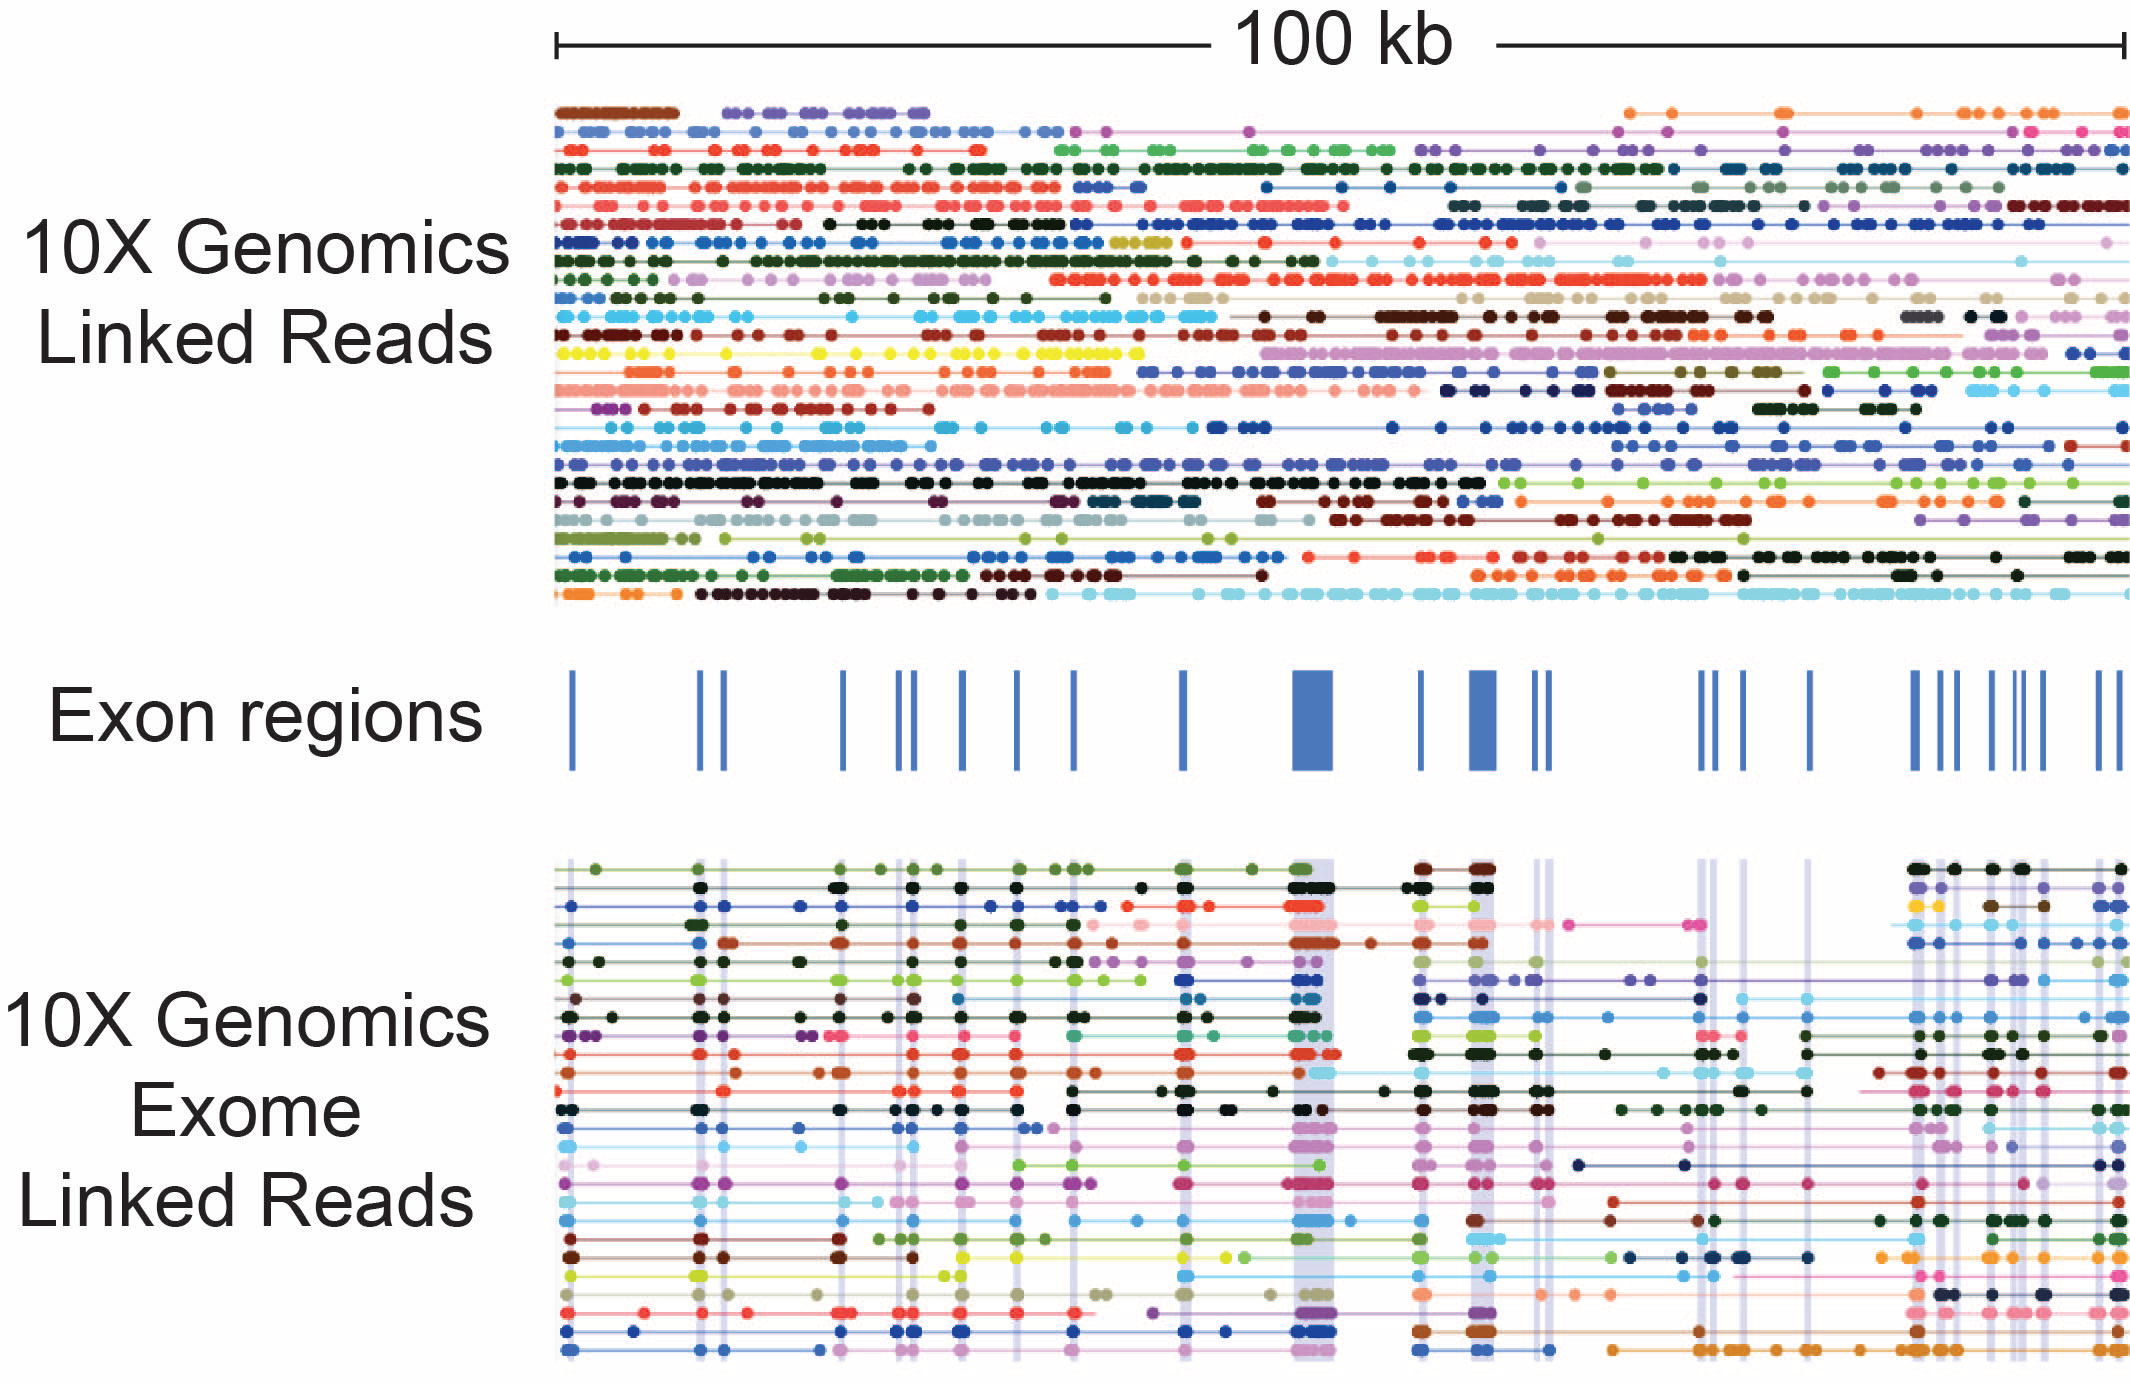 100 kb
10X Genomics
Linked Reads
Exon regions
10X Genomics
Exome
Linked Reads